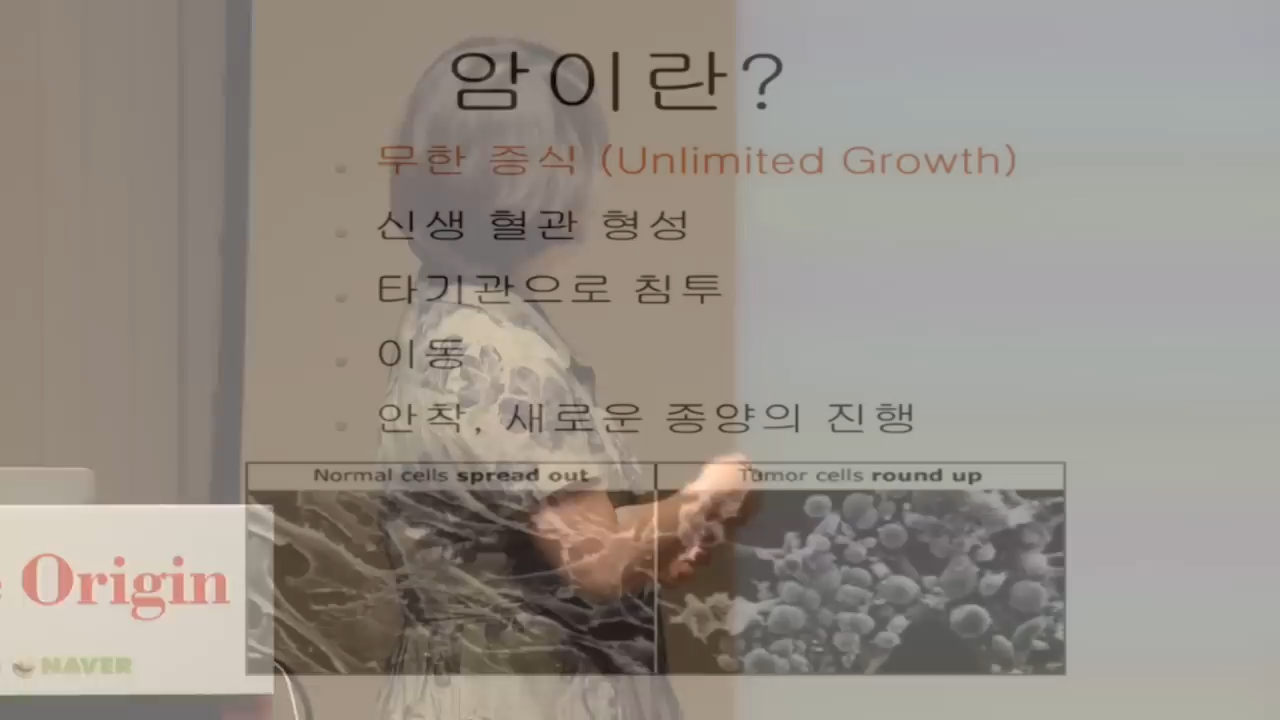 암이란?
무한 증식 (Unlimited Growth)
신생 혈관 형성
타기관으로 침투
이동
안착, 새로운 종양의 진행
Normal cells spread out
Tumor cells round up
Origin
NAVER